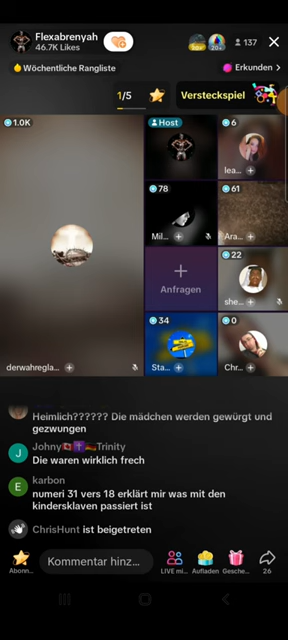 Flexabrenyah
46.7K Likes
20+
137
Wöchentliche Rangliste
Erkunden >
1/5
Versteckspiel
1.0K
Host
6
lea...
78
61
Mil...
Ara...
Anfragen
22
she...
34
0
derwahregla...
Sta...
Chr...
Heimlich?????? Die mädchen werden gewürgt und
gezwungen
J
Johny🇨🇭✝️🇩🇪Trinity
Die waren wirklich frech
E
karbon
numeri 31 vers 18 erklärt mir was mit den
kindersklaven passiert ist
ChrisHunt ist beigetreten
Kommentar hinz...
Abonn...
LIVE mi...
Aufladen
Gesche...
26